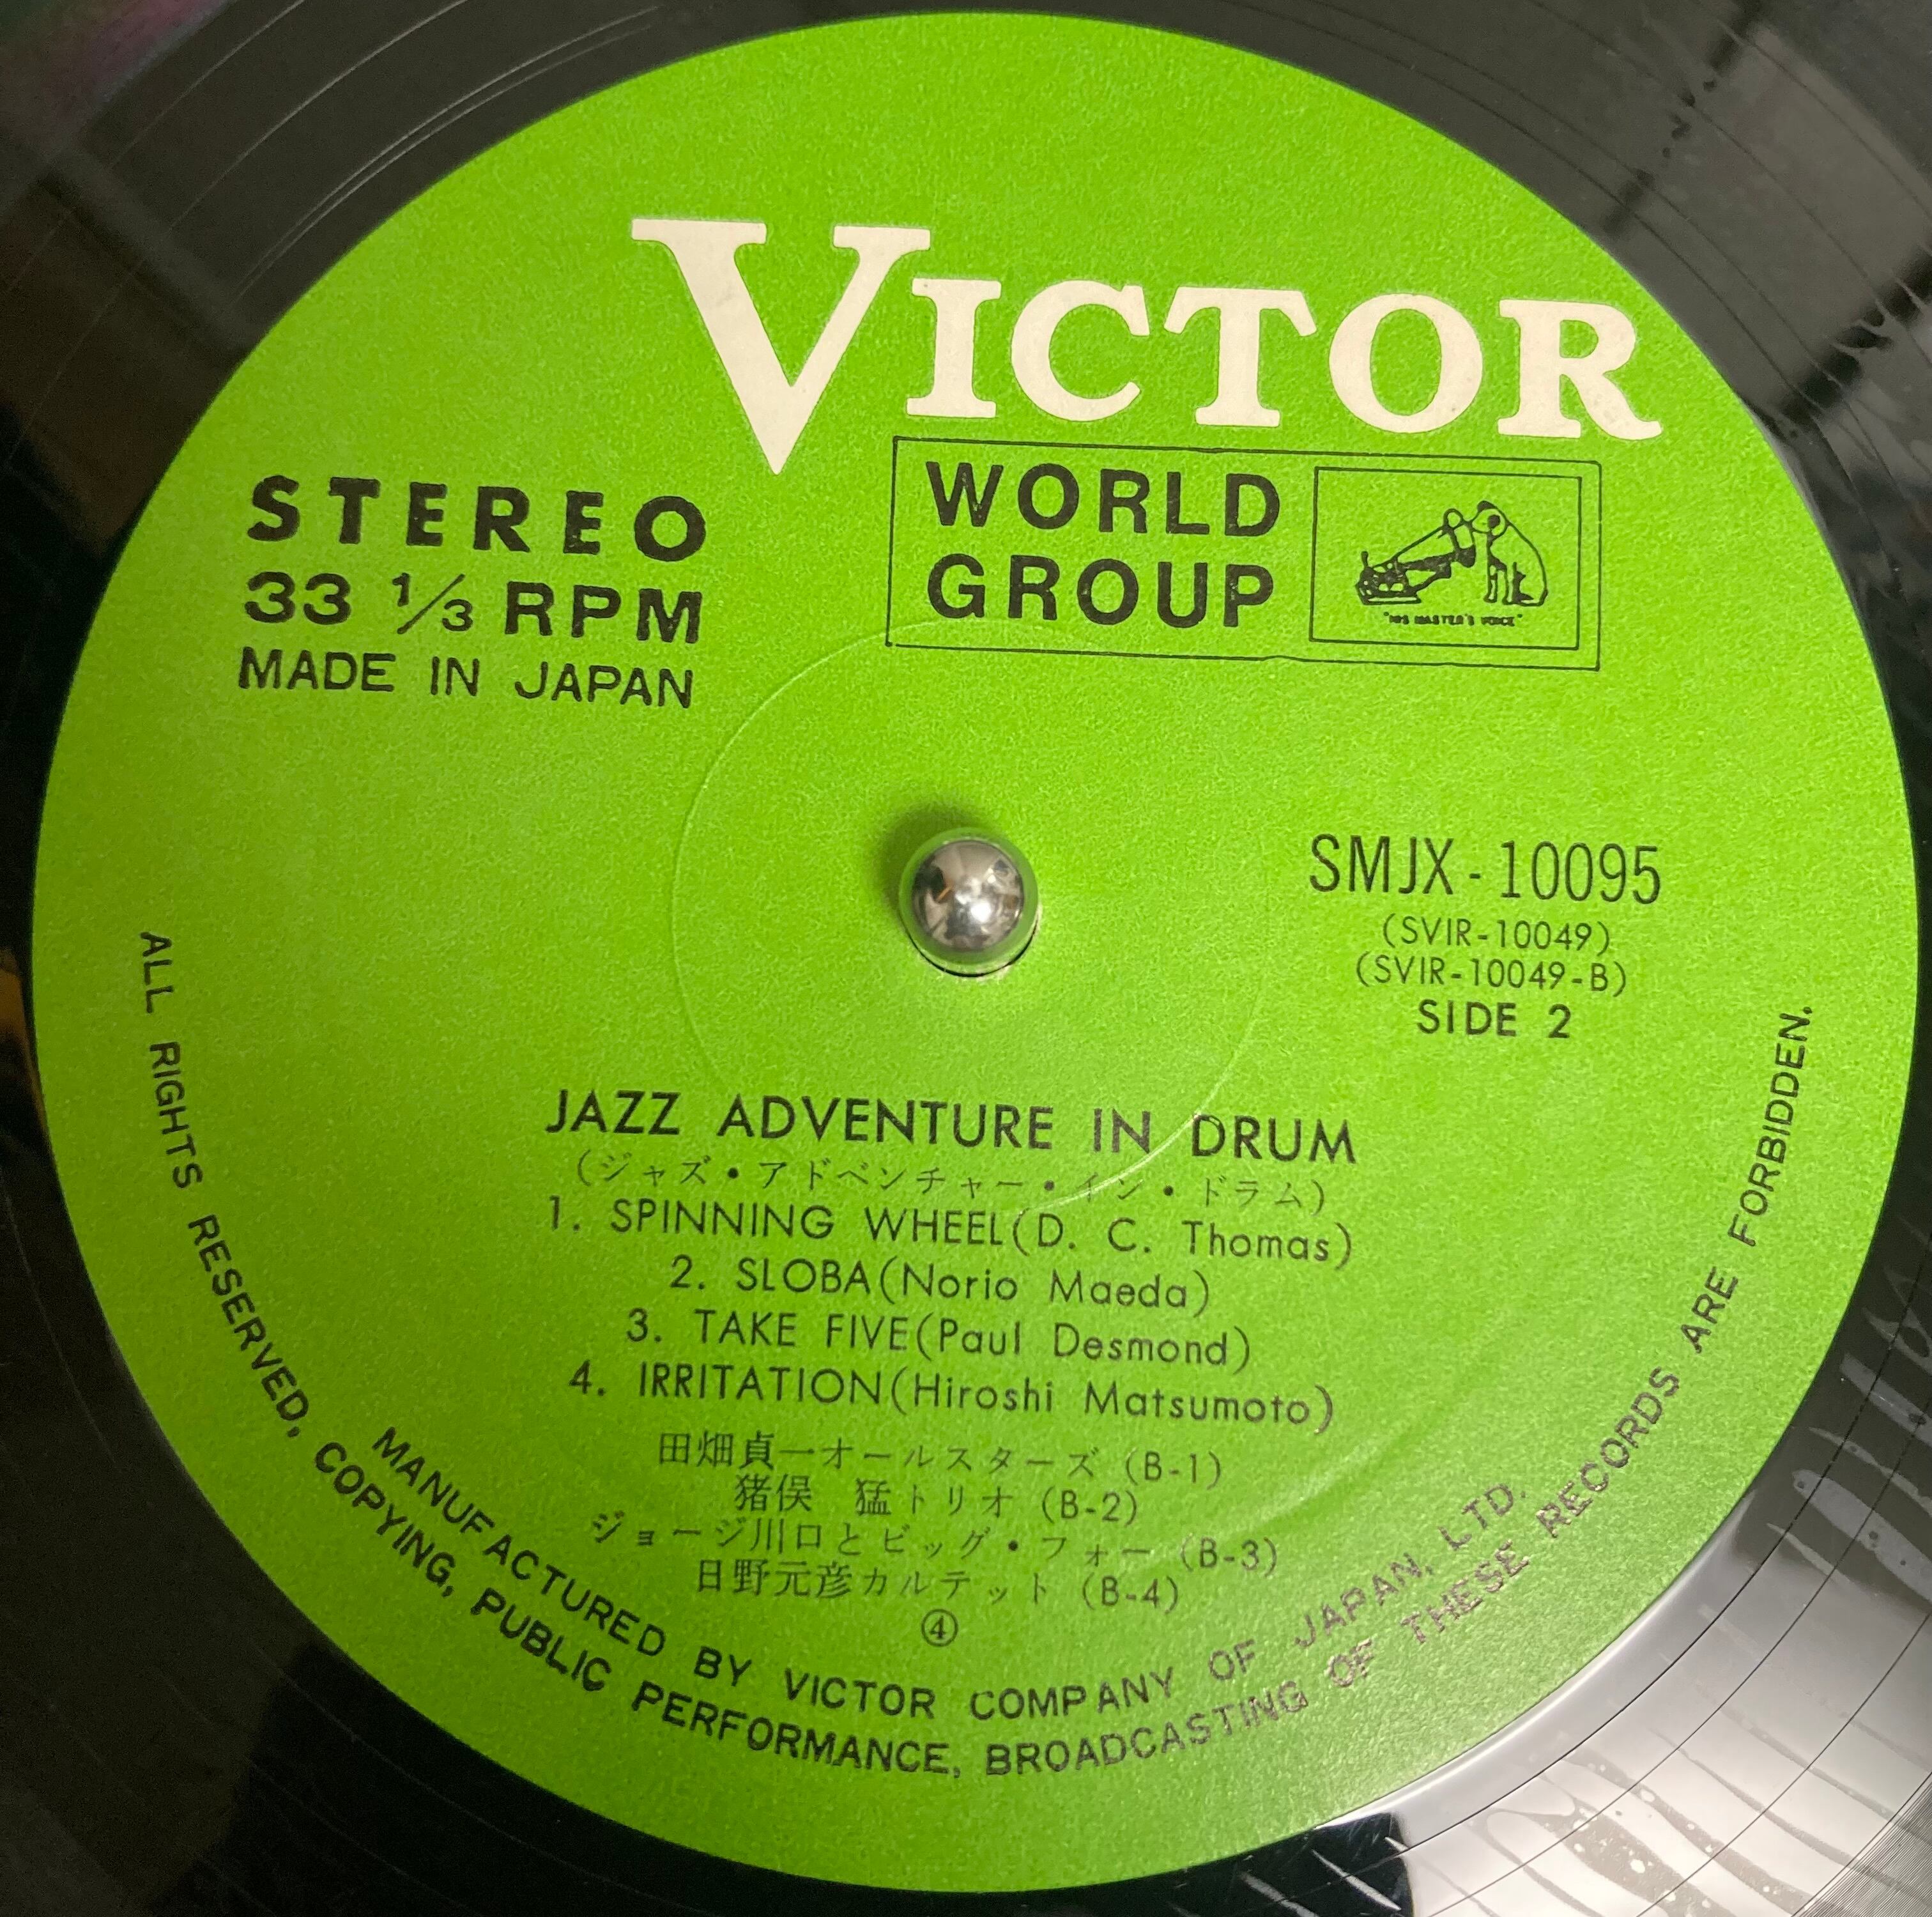 VICTOR
WORLD
GROUP
"HIS MASTER'S VOICE"
STEREO
33 1/3 RPM
MADE IN JAPAN
SMJX-10095
(SVIR-10049)
(SVIR-10049-B)
SIDE 2
JAZZ ADVENTURE IN DRUM
(ジャズ・アドベンチャー・イン・ドラム)
1. SPINNING WHEEL(D. C. Thomas)
2. SLOBA(Norio Maeda)
3. TAKE FIVE(Paul Desmond)
4. IRRITATION(Hiroshi Matsumoto)
田畑貞一オールスターズ (B-1)
猪俣 猛トリオ (B-2)
ジョージ川口とビッグ・フォー (B-3)
日野元彦カルテット (B-4)
④
MANUFACTURED BY VICTOR COMPANY OF JAPAN, LTD.
ALL RIGHTS RESERVED, COPYING, PUBLIC PERFORMANCE, BROADCASTING OF THESE RECORDS ARE FORBIDDEN.